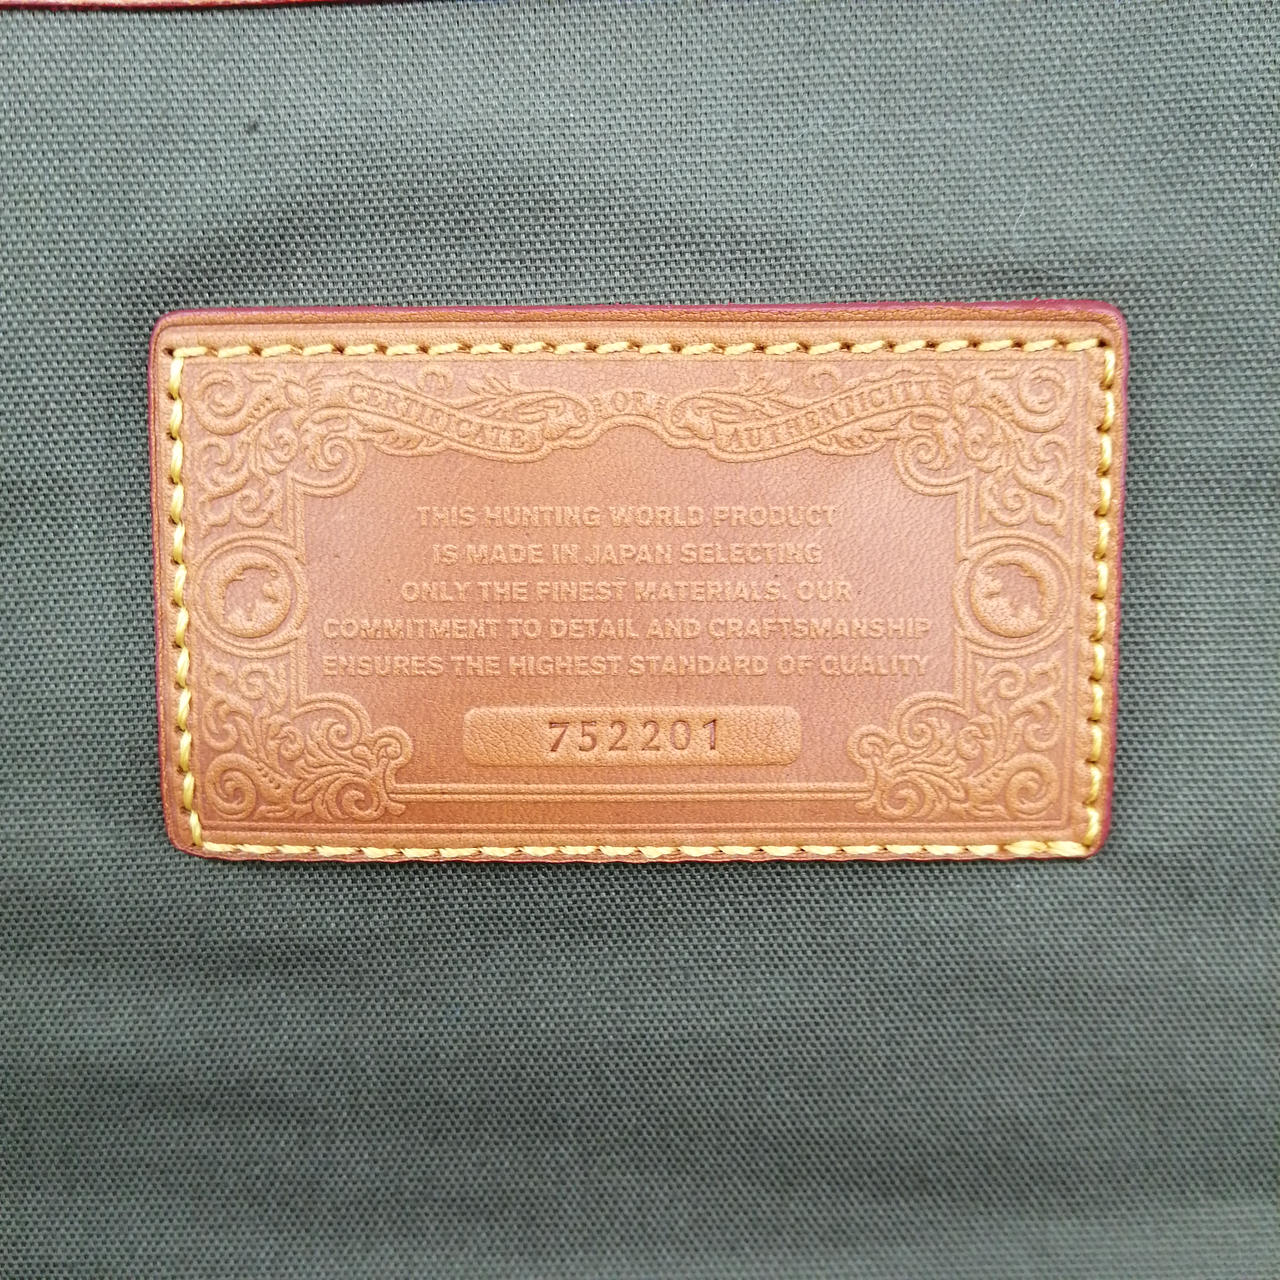 CERTIFICATE OF AUTHENTICITY
THIS HUNTING WORLD PRODUCT
IS MADE IN JAPAN SELECTING
ONLY THE FINEST MATERIALS. OUR
COMMITMENT TO DETAIL AND CRAFTSMANSHIP
ENSURES THE HIGHEST STANDARD OF QUALITY
752201